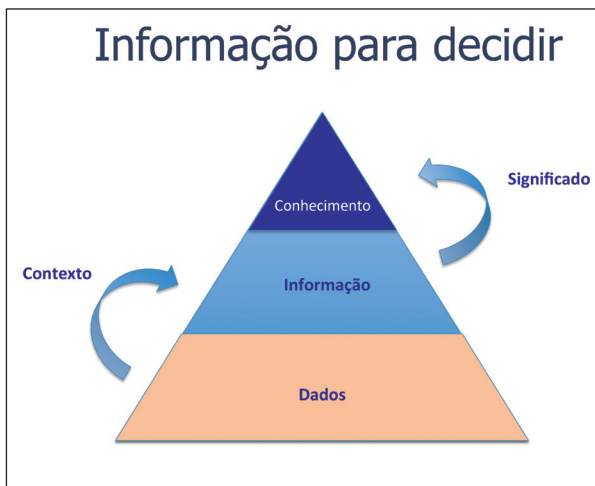 Informação para decidir
Significado
Conhecimento
Contexto
Informação
Dados